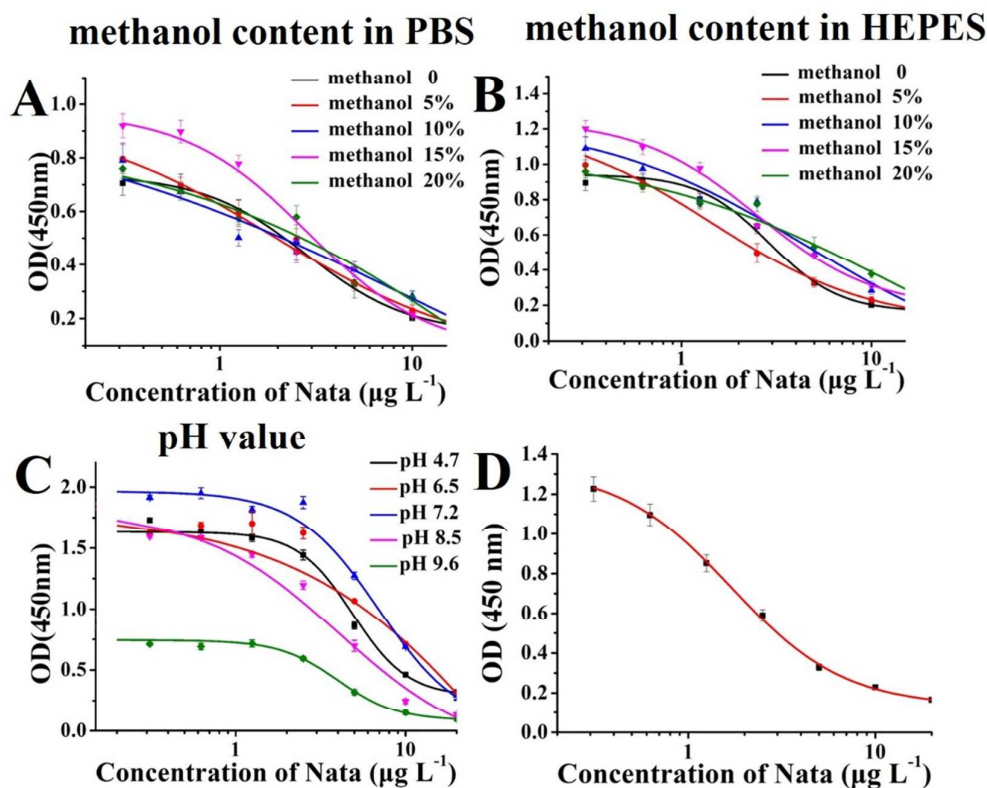 methanol content in PBS
methanol content in HEPES
A
methanol 0
methanol 5%
methanol 10%
methanol 15%
methanol 20%
1.0
0.8
0.6
0.4
0.2
OD(450nm)
1
10
Concentration of Nata (µg L⁻¹)
B
methanol 0
methanol 5%
methanol 10%
methanol 15%
methanol 20%
1.4
1.2
1.0
0.8
0.6
0.4
0.2
0.0
OD(450nm)
1
10
Concentration of Nata (µg L⁻¹)
pH value
C
pH 4.7
pH 6.5
pH 7.2
pH 8.5
pH 9.6
2.0
1.5
1.0
0.5
0.0
OD(450nm)
1
10
Concentration of Nata (µg L⁻¹)
D
1.4
1.2
1.0
0.8
0.6
0.4
0.2
0.0
OD (450 nm)
1
10
Concentration of Nata (µg L⁻¹)